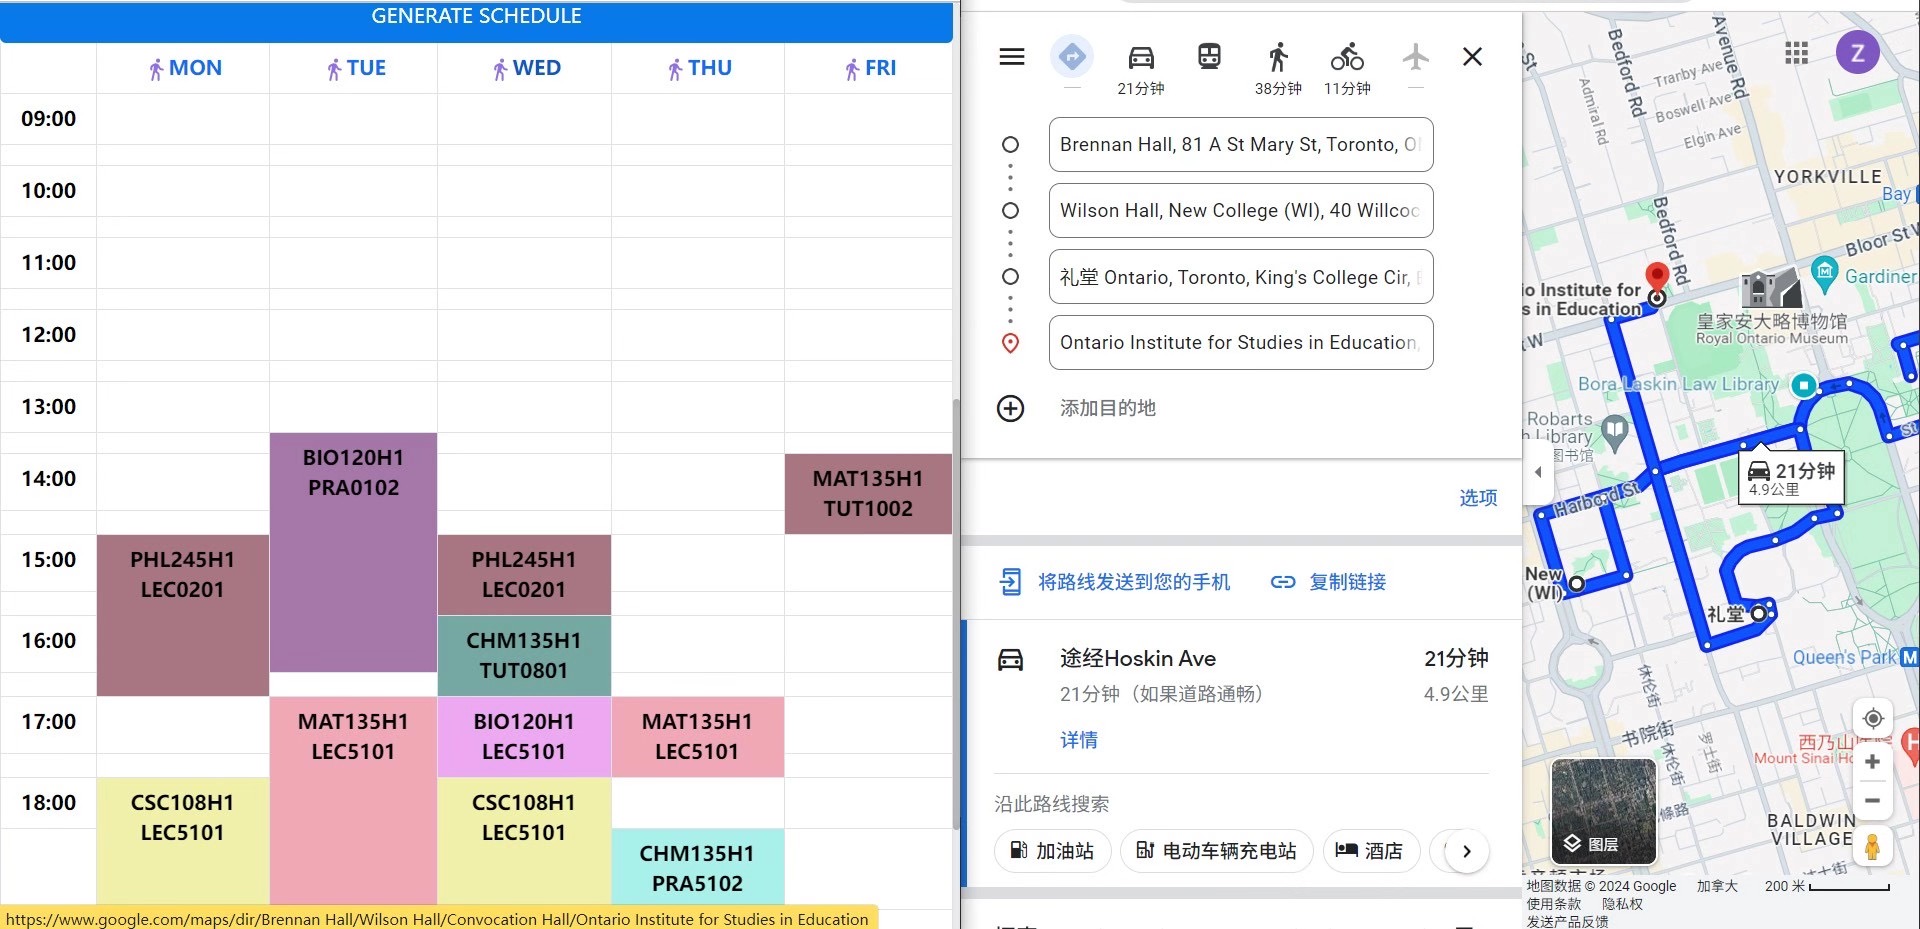 GENERATE SCHEDULE
MON
TUE
WED
THU
FRI
09:00
10:00
11:00
12:00
13:00
14:00
15:00
16:00
17:00
18:00
PHL245H1
LEC0201
CSC108H1
LEC5101
BIO120H1
PRA0102
MAT135H1
LEC5101
PHL245H1
LEC0201
CHM135H1
TUT0801
BIO120H1
LEC5101
CSC108H1
LEC5101
MAT135H1
LEC5101
CHM135H1
PRA5102
MAT135H1
TUT1002
https://www.google.com/maps/dir/Brennan Hall/Wilson Hall/Convocation Hall/Ontario Institute for Studies in Education
21分钟
38分钟
11分钟
Brennan Hall, 81 A St Mary St, Toronto,
Wilson Hall, New College (WI), 40
礼堂 Ontario, Toronto, King's College Cir,
Ontario Institute for Studies in Education,
添加目的地
选项
将路线发送到您的手机
复制链接
途经Hoskin Ave
21分钟
21分钟（如果道路通畅）
4.9公里
详情
沿此路线搜索
加油站
电动车辆充电站
酒店
Z
Bedford Rd
Avenue Rd
Tranby Ave
Admiral Rd
Boswell Ave
Elgin Ave
YORKVILLE
Bay
Bedford Rd
Bloor St W
Gardiner
Institute for
in Education
皇家安大略博物馆
Royal Ontario Museum
Bora Laskin Law Library
Robarts
Library
图书馆
21分钟
4.9公里
Harbord St
St
New
(WI)
礼堂
Queen's Park
M
休伦街
书院街
罗士街
休伦街
Mount Sinai
H
BALDWIN
VILLAGE
图层
地图数据 © 2024 Google
加拿大
200 米
使用条款
隐私权
发送产品反馈